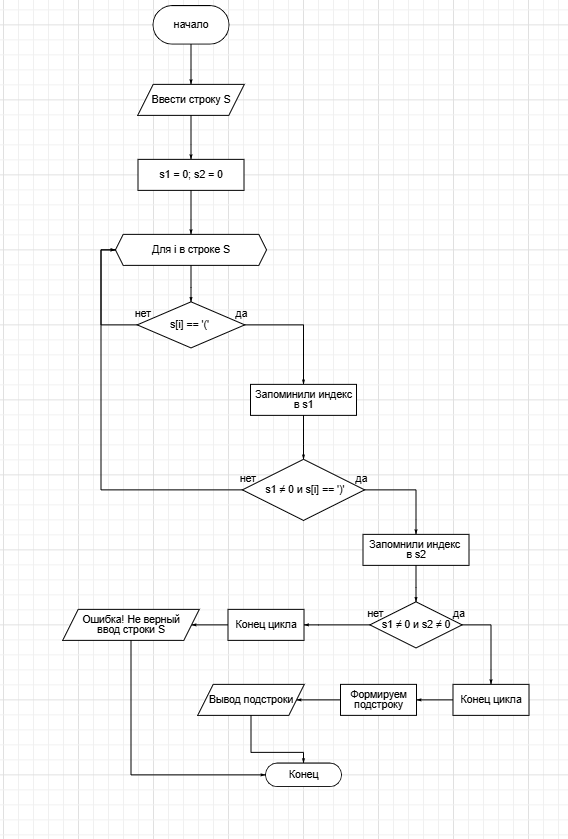 начало
Ввести строку S
s1 = 0; s2 = 0
Для i в строке S
нет
да
s[i] == '('
Запоминили индекс
в s1
нет
да
s1 ≠ 0 и s[i] == ')'
Запомнили индекс
в s2
нет
да
s1 ≠ 0 и s2 ≠ 0
Конец цикла
Ошибка! Не верный
ввод строки S
Вывод подстроки
Формируем
подстроку
Конец цикла
Конец